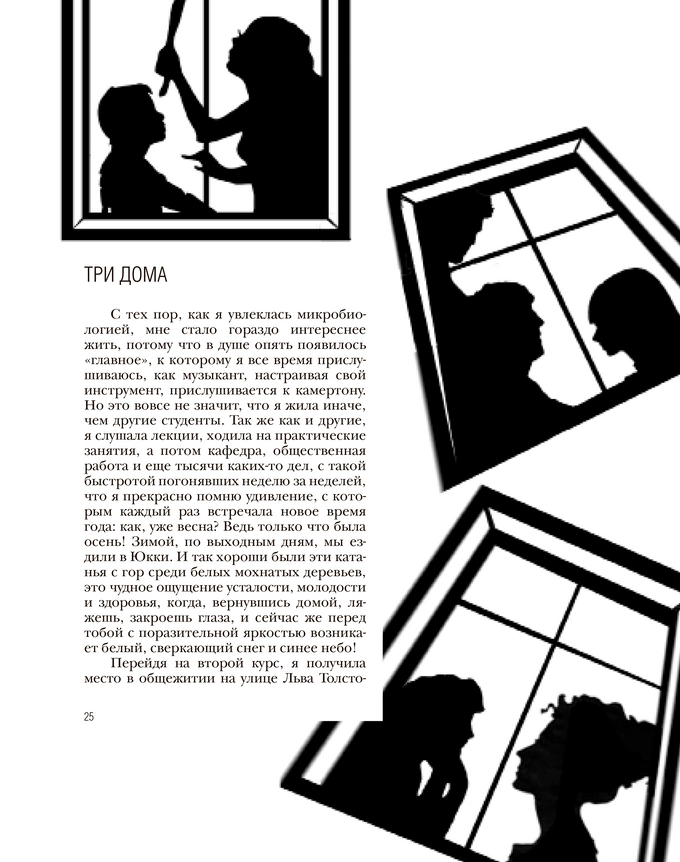 ТРИ ДОМА
С тех пор, как я увлеклась микробио-
логией, мне стало гораздо интереснее
жить, потому что в душе опять появилось
«главное», к которому я все время прислу-
шиваюсь, как музыкант, настраивая свой
инструмент, прислушивается к камертону.
Но это вовсе не значит, что я жила иначе,
чем другие студенты. Так же как и другие,
я слушала лекции, ходила на практические
занятия, а потом кафедра, общественная
работа и еще тысячи каких-то дел, с такой
быстротой погонявших неделю за неделей,
что я прекрасно помню удивление, с кото-
рым каждый раз встречала новое время
года: как, уже весна? Ведь только что была
осень! Зимой, по выходным дням, мы ез-
дили в Юкки. И так хороши были эти ката-
нья с гор среди белых мохнатых деревьев,
это чудное ощущение усталости, молодости
и здоровья, когда, вернувшись домой, ля-
жешь, закроешь глаза, и сейчас же перед
тобой с поразительной яркостью возника-
ет белый, сверкающий снег и синее небо!
Перейдя на второй курс, я получила
место в общежитии на улице Льва Толсто-
25